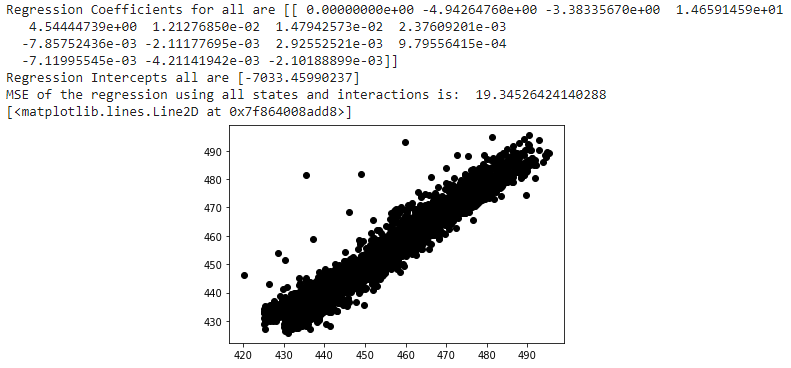 Regression Coefficients for all are [[ 0.00000000e+00 -4.94264760e+00 -3.38335670e+00  1.46591459e+01
   4.54444739e+00  1.21276850e-02  1.47942573e-02  2.37609201e-03
  -7.85752436e-03 -2.11177695e-03  2.92552521e-03  9.79556415e-04
  -7.11995545e-03 -4.21141942e-03 -2.10188899e-03]]
Regression Intercepts all are [-7033.45990237]
MSE of the regression using all states and interactions is:  19.34526424140288
[<matplotlib.lines.Line2D at 0x7f864008add8>]
490
480
470
460
450
440
430
420 430 440 450 460 470 480 490